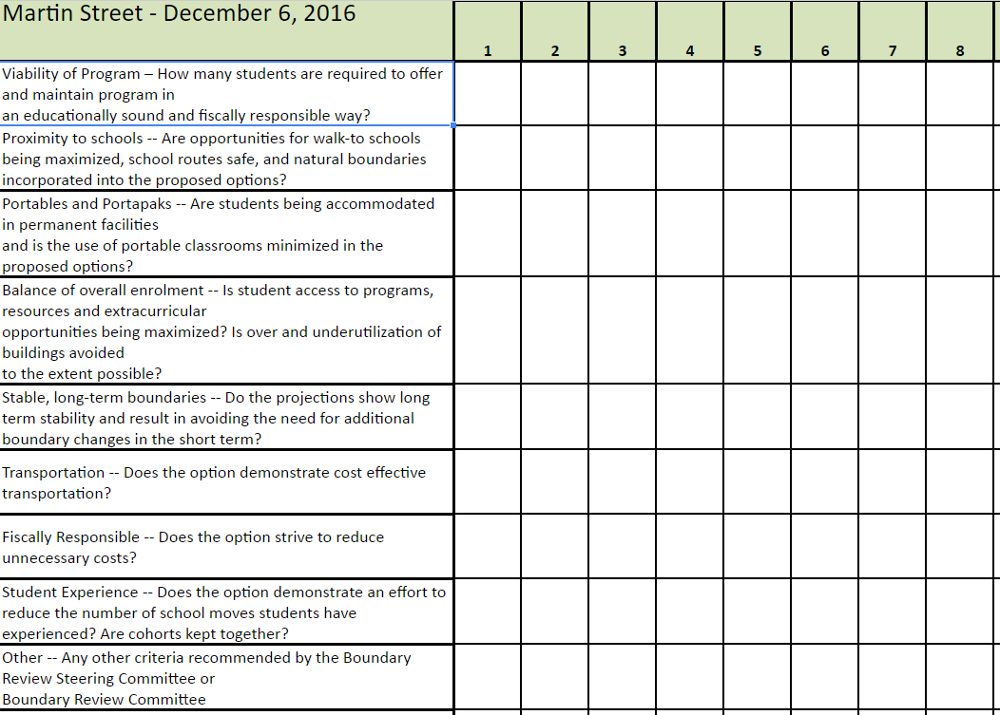 Martin Street - December 6, 2016
1 2 3 4 5 6 7 8
Viability of Program – How many students are required to offer
and maintain program in
an educationally sound and fiscally responsible way?
Proximity to schools -- Are opportunities for walk-to schools
being maximized, school routes safe, and natural boundaries
incorporated into the proposed options?
Portables and Portapaks -- Are students being accommodated
in permanent facilities
and is the use of portable classrooms minimized in the
proposed options?
Balance of overall enrolment -- Is student access to programs,
resources and extracurricular
opportunities being maximized? Is over and underutilization of
buildings avoided
to the extent possible?
Stable, long-term boundaries -- Do the projections show long
term stability and result in avoiding the need for additional
boundary changes in the short term?
Transportation -- Does the option demonstrate cost effective
transportation?
Fiscally Responsible -- Does the option strive to reduce
unnecessary costs?
Student Experience -- Does the option demonstrate an effort to
reduce the number of school moves students have
experienced? Are cohorts kept together?
Other -- Any other criteria recommended by the Boundary
Review Steering Committee or
Boundary Review Committee